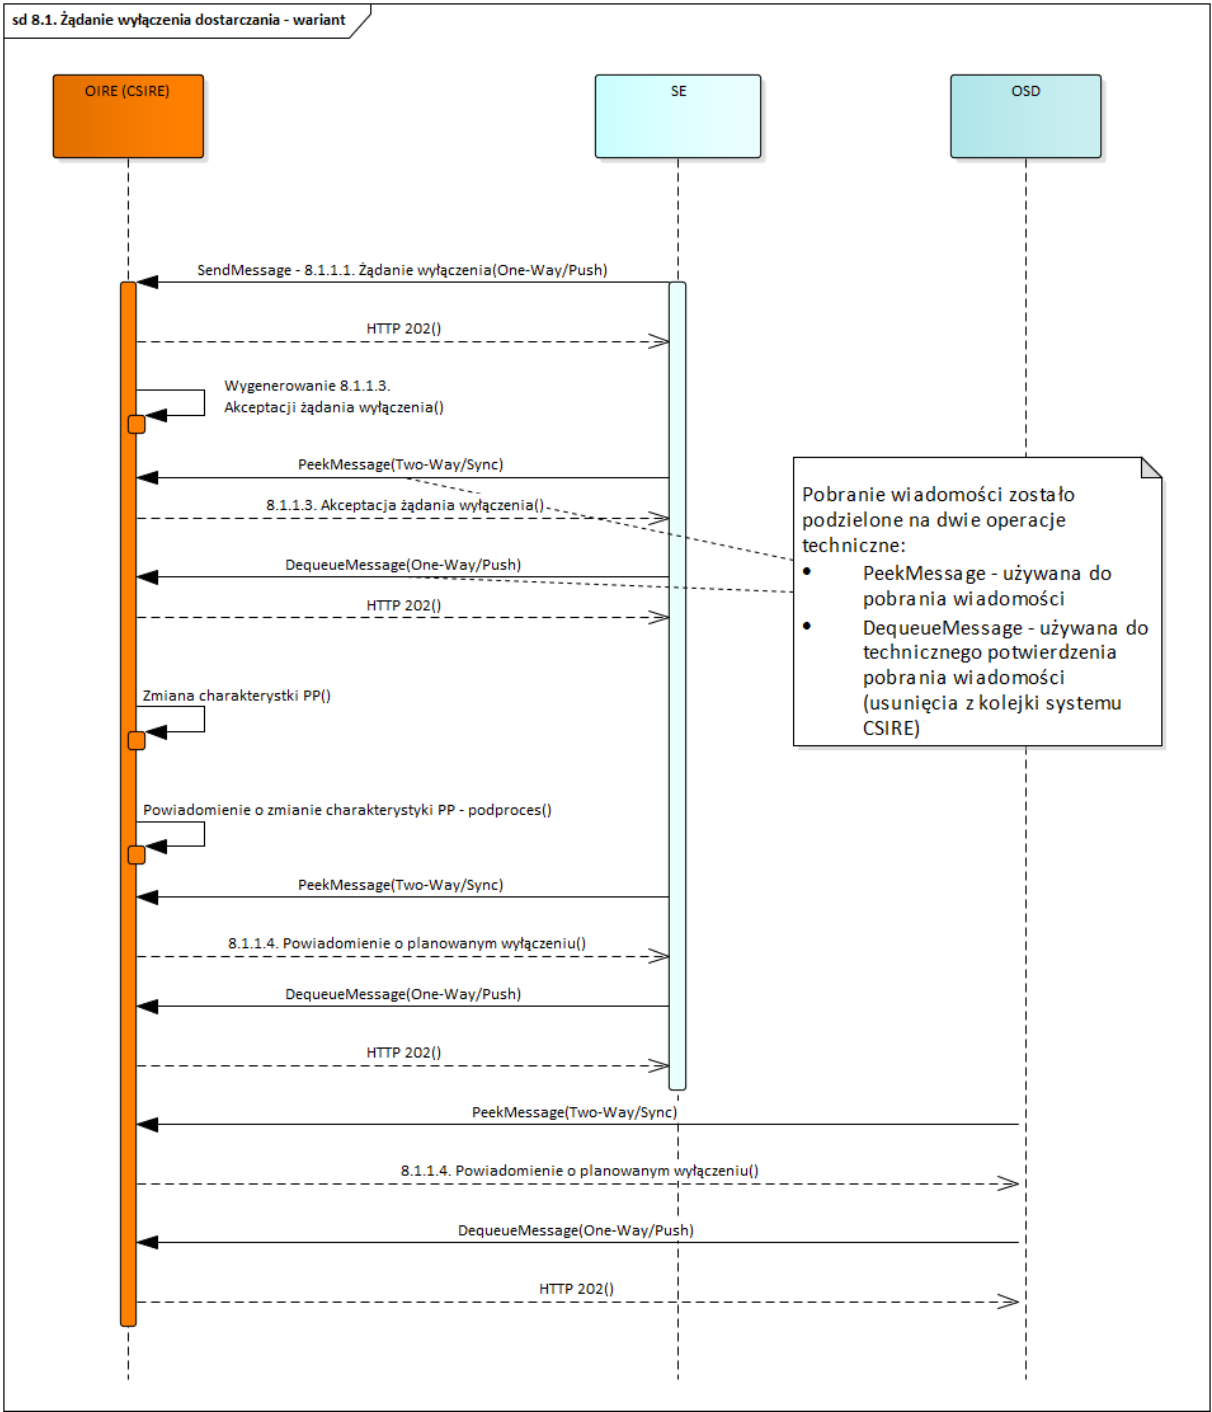 sd 8.1. Żądanie wyłączenia dostarczania - wariant
OIRE (CSIRE)
SE
OSD
SendMessage - 8.1.1.1. Żądanie wyłączenia(One-Way/Push)
HTTP 202()
Wygenerowanie 8.1.1.3.
Akceptacji żądania wyłączenia()
PeekMessage(Two-Way/Sync)
8.1.1.3. Akceptacja żądania wyłączenia()
DequeueMessage(One-Way/Push)
HTTP 202()
Pobranie wiadomości zostało
podzielone na dwie operacje
techniczne:
• PeekMessage - używana do
pobrania wiadomości
• DequeueMessage - używana do
technicznego potwierdzenia
pobrania wiadomości
(usunięcia z kolejki systemu
CSIRE)
Zmiana charakterystki PP()
Powiadomienie o zmianie charakterystyki PP - podproces()
PeekMessage(Two-Way/Sync)
8.1.1.4. Powiadomienie o planowanym wyłączeniu()
DequeueMessage(One-Way/Push)
HTTP 202()
PeekMessage(Two-Way/Sync)
8.1.1.4. Powiadomienie o planowanym wyłączeniu()
DequeueMessage(One-Way/Push)
HTTP 202()